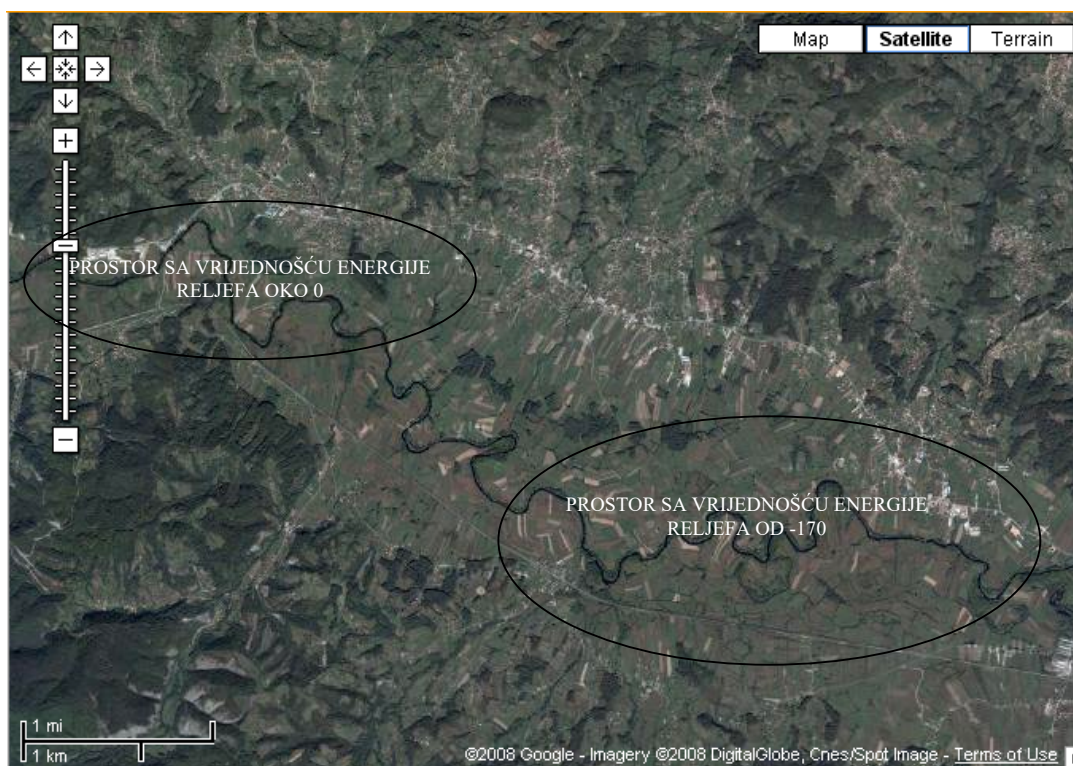 Map Satellite Terrain
PROSTOR SA VRIJEDNOŠĆU ENERGIJE
RELJEFA OKO 0
PROSTOR SA VRIJEDNOŠĆU ENERGIJE
RELJEFA OD -170
1 mi
1 km
©2008 Google - Imagery ©2008 DigitalGlobe, Cnes/Spot Image - Terms of Use